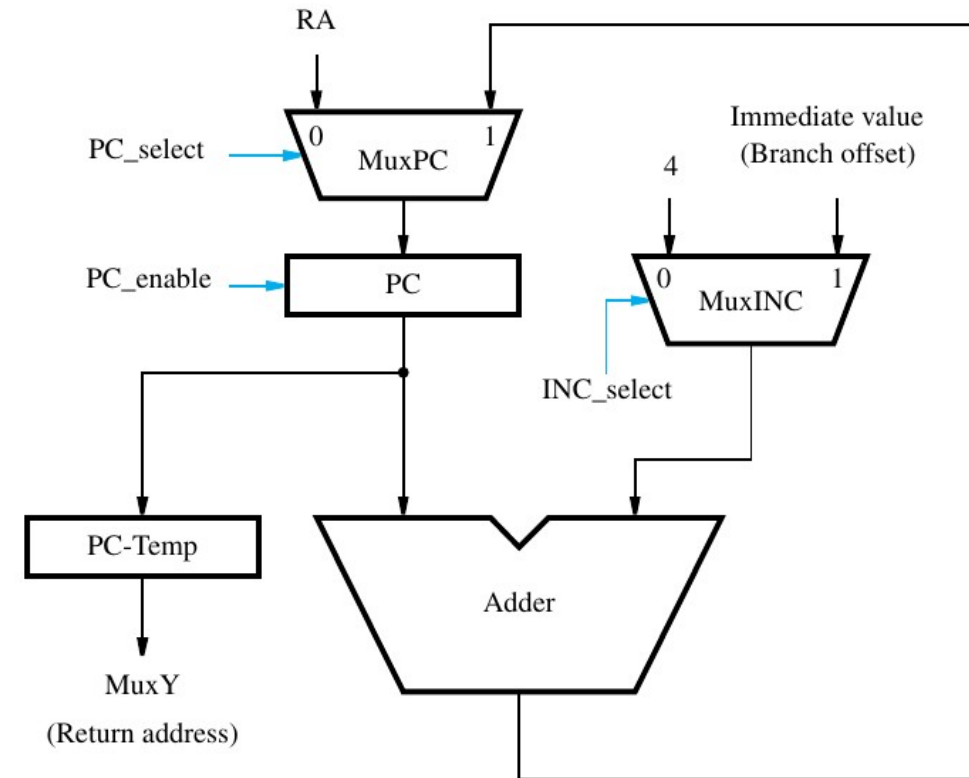 RA
Immediate value
(Branch offset)
PC_select
0
1
MuxPC
4
PC_enable
PC
0
1
MuxINC
INC_select
PC-Temp
Adder
MuxY
(Return address)